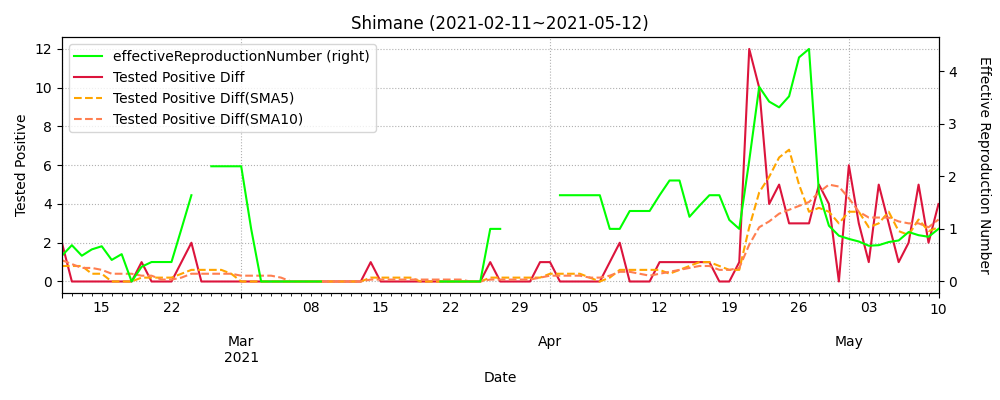 Shimane (2021-02-11~2021-05-12)
effectiveReproductionNumber (right)
Tested Positive Diff
Tested Positive Diff(SMA5)
Tested Positive Diff(SMA10)
Tested Positive
12
10
8
6
4
2
0
Effective Reproduction Number
4
3
2
1
0
15 22 08 15 22 29 05 12 19 26 03 10
Mar Apr May
2021
Date